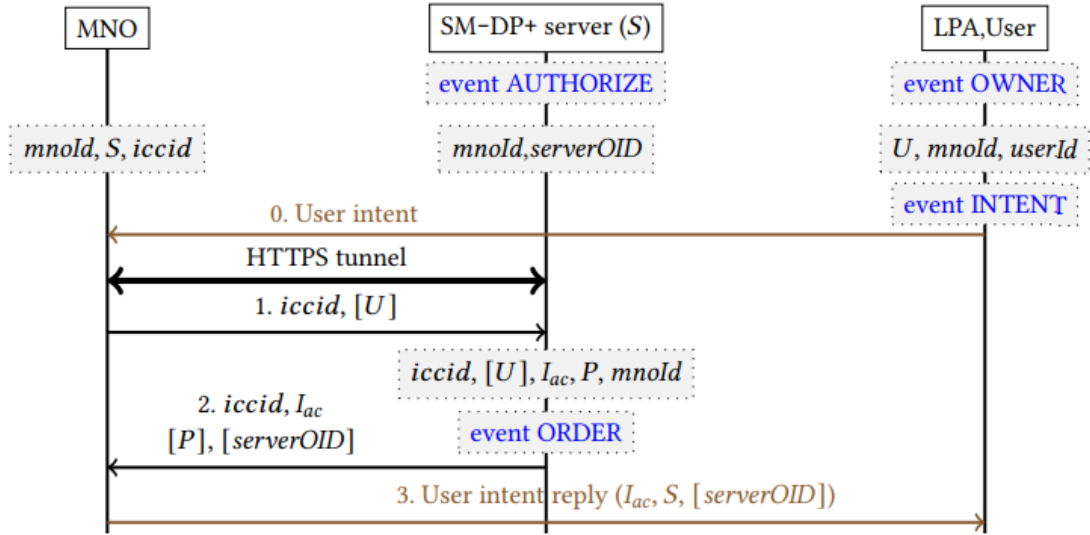 MNO
SM-DP+ server (S)
LPA,User
event AUTHORIZE
event OWNER
mnoId, S, iccid
mnoId,serverOID
U, mnoId, userId
event INTENT
0. User intent
HTTPS tunnel
1. iccid, [U]
iccid, [U], Iac, P, mnoId
2. iccid, Iac
[P], [serverOID]
event ORDER
3. User intent reply (Iac, S, [serverOID])